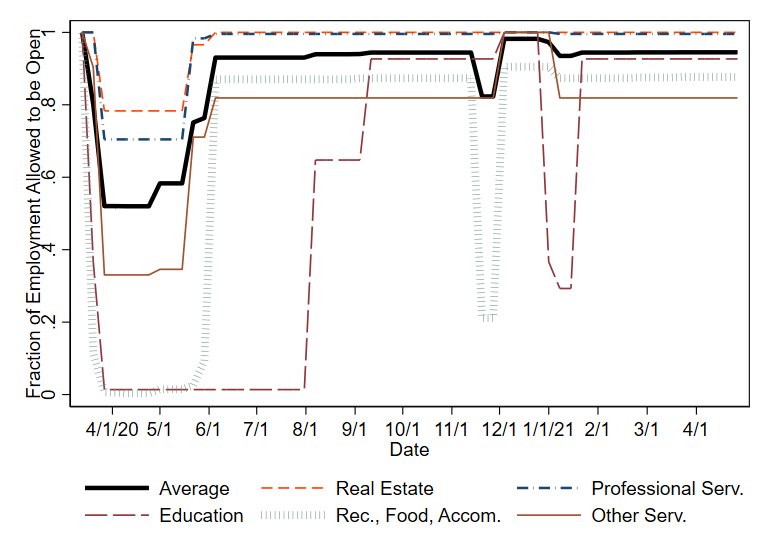 Fraction of Employment Allowed to be Open
1
.8
.6
.4
.2
0
4/1/20 5/1 6/1 7/1 8/1 9/1 10/1 11/1 12/1 1/1/21 2/1 3/1 4/1
Date
Average Real Estate Professional Serv.
Education Rec., Food, Accom. Other Serv.